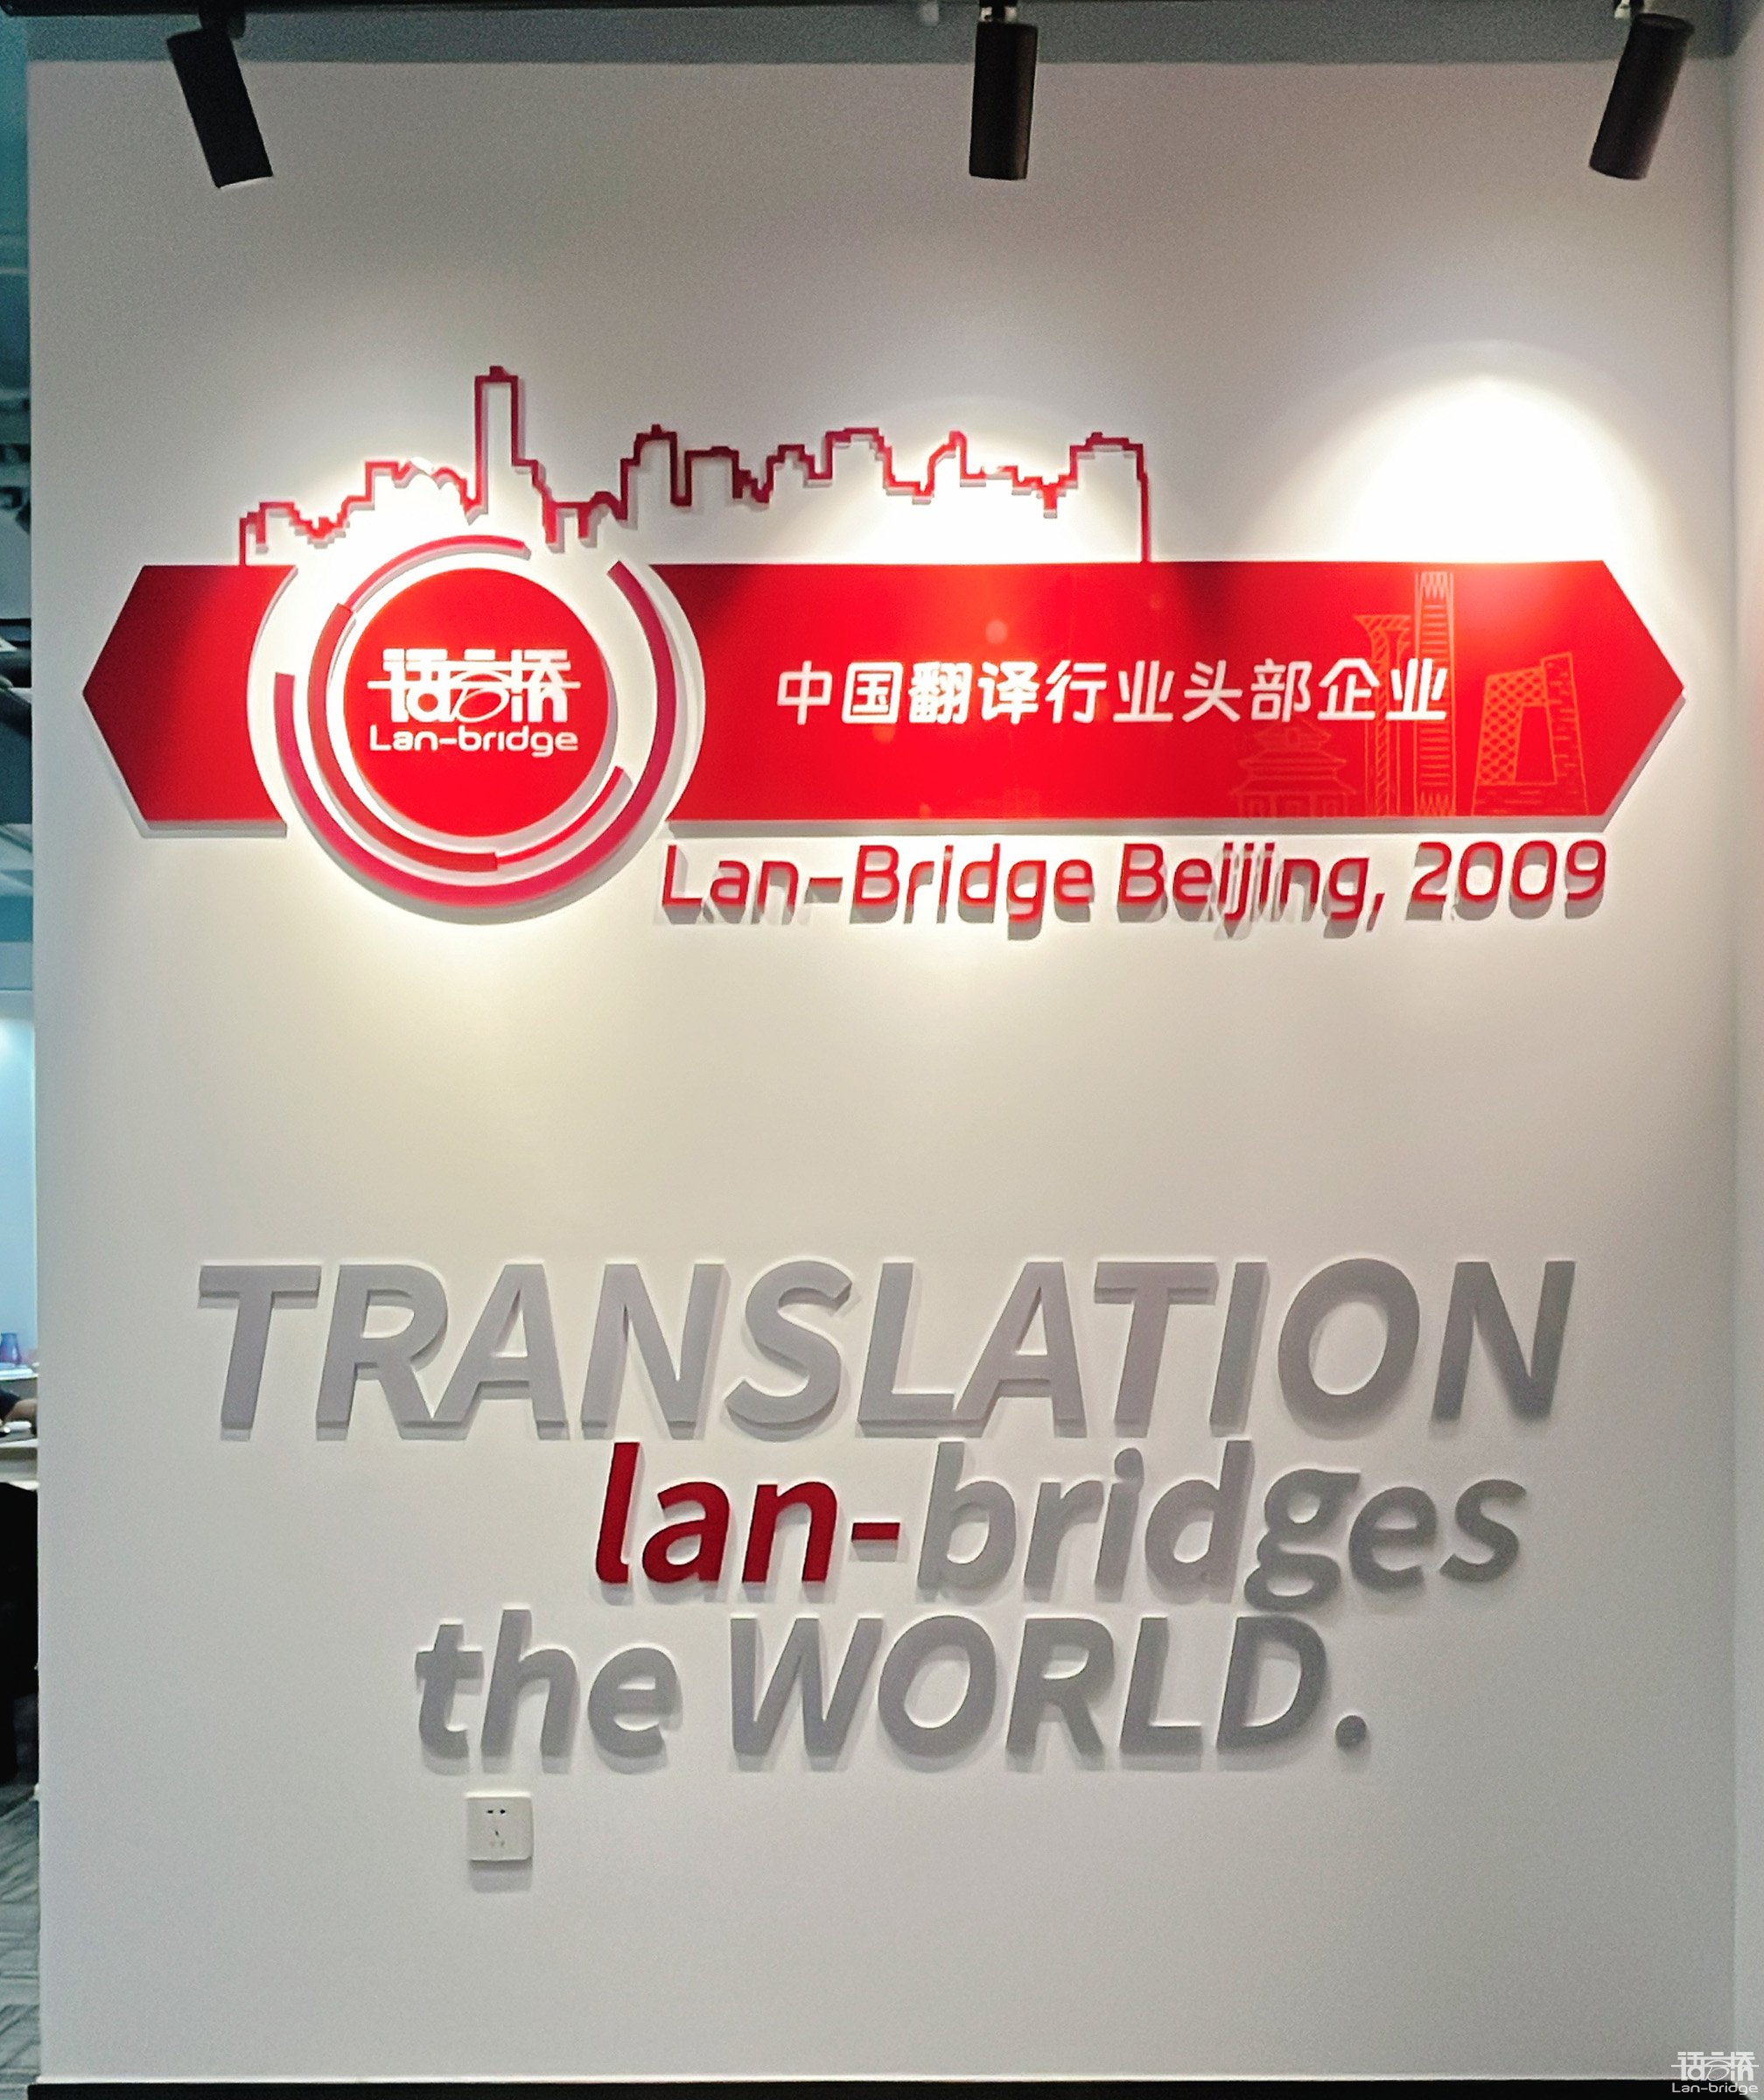 语言桥
Lan-bridge
中国翻译行业头部企业
Lan-Bridge Beijing, 2009
TRANSLATION
lan-bridges
the WORLD.
语言桥
Lan-bridge